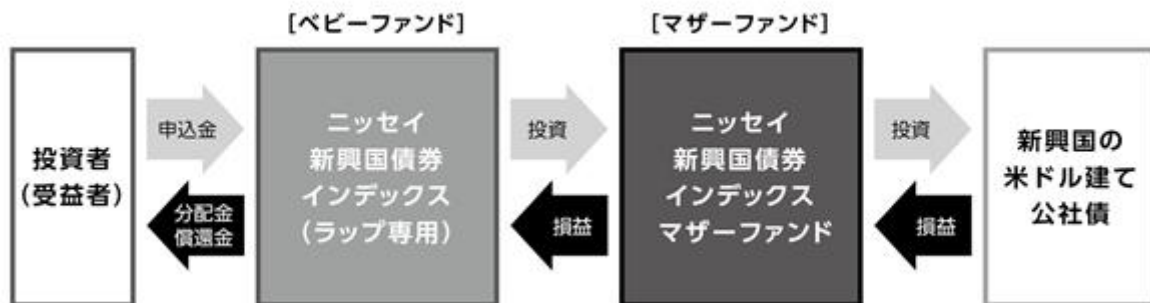 [ベビーファンド]
[マザーファンド]
投資者
(受益者)
申込金
分配金
償還金
ニッセイ
新興国債券
インデックス
(ラップ専用)
投資
損益
ニッセイ
新興国債券
インデックス
マザーファンド
投資
損益
新興国の
米ドル建て
公社債